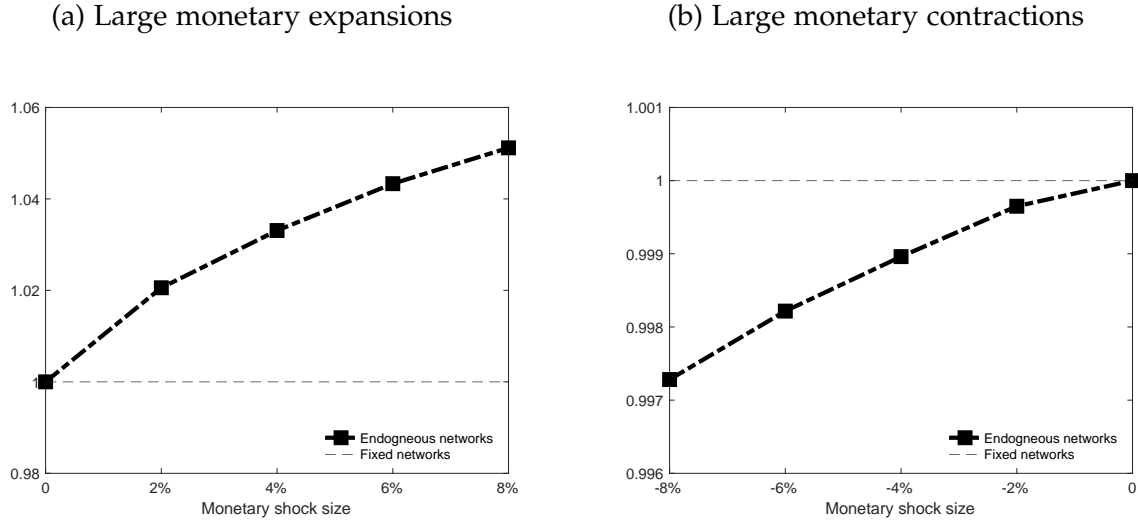 (a) Large monetary expansions
1.06
1.04
1.02
1
0.98
0
2%
4%
6%
8%
Monetary shock size
Endogneous networks
Fixed networks
(b) Large monetary contractions
1.001
1
0.999
0.998
0.997
0.996
-8%
-6%
-4%
-2%
0
Monetary shock size
Endogneous networks
Fixed networks